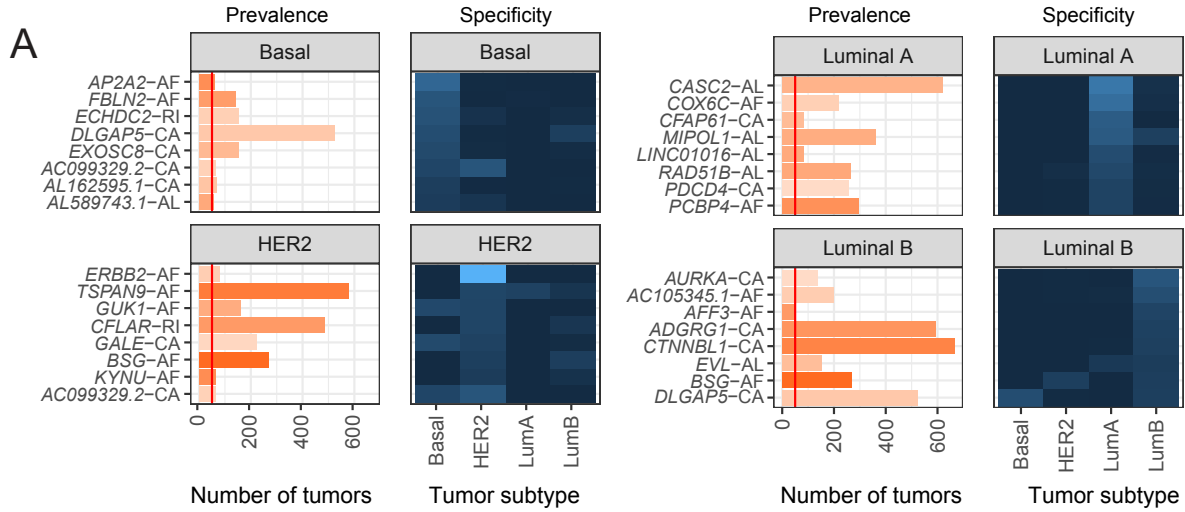 A
Prevalence
Specificity
Basal
Basal
AP2A2−AF
FBLN2−AF
ECHDC2−RI
DLGAP5−CA
EXOSC8−CA
AC099329.2−CA
AL162595.1−CA
AL589743.1−AL
HER2
HER2
ERBB2−AF
TSPAN9−AF
GUK1−AF
CFLAR−RI
GALE−CA
BSG−AF
KYNU−AF
AC099329.2−CA
0
200
400
600
Basal
HER2
LumA
LumB
Number of tumors
Tumor subtype
Prevalence
Specificity
Luminal A
Luminal A
CASC2−AL
COX6C−AF
CFAP61−CA
MIPOL1−AL
LINC01016−AL
RAD51B−AL
PDCD4−CA
PCBP4−AF
Luminal B
Luminal B
AURKA−CA
AC105345.1−AF
AFF3−AF
ADGRG1−CA
CTNNBL1−CA
EVL−AL
BSG−AF
DLGAP5−CA
0
200
400
600
Basal
HER2
LumA
LumB
Number of tumors
Tumor subtype